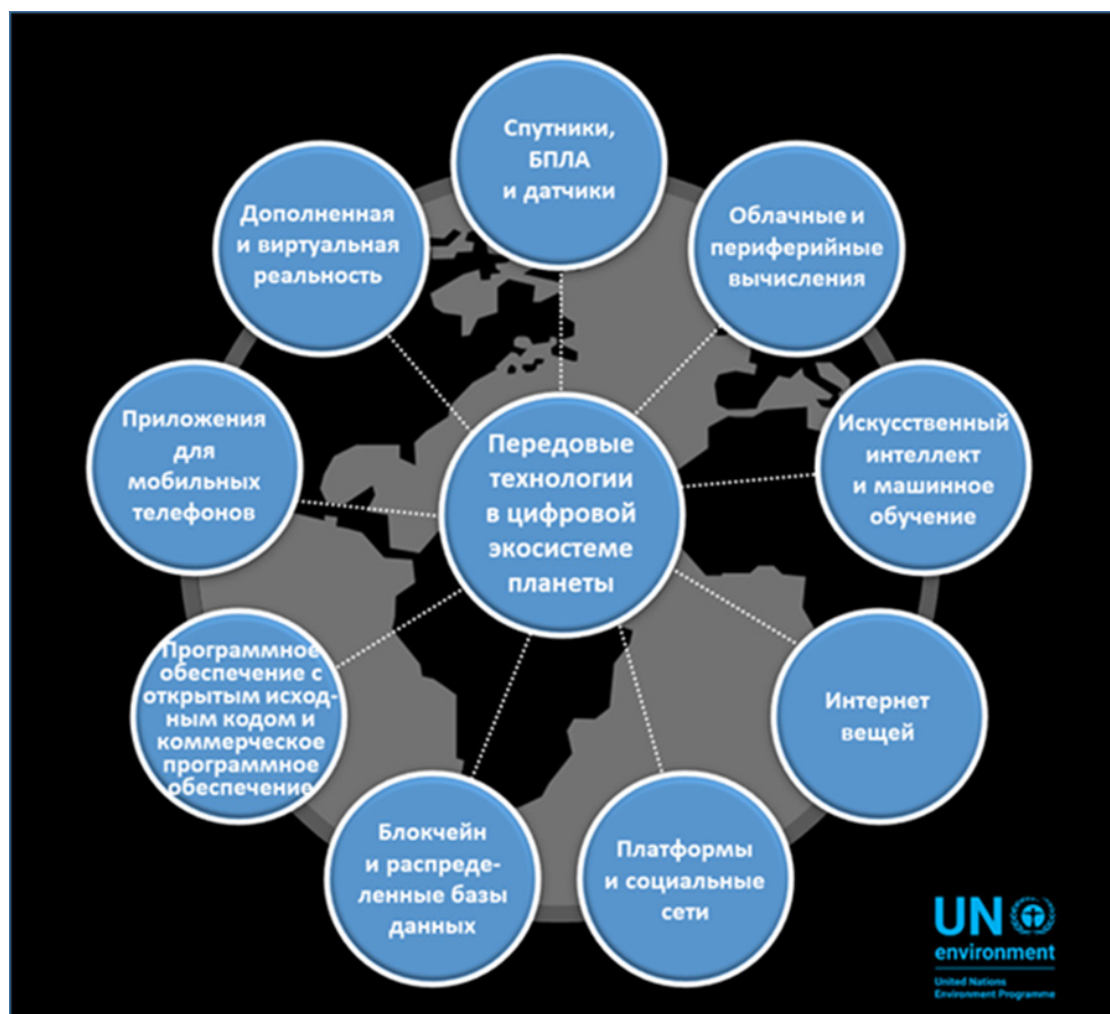 Спутники,
БПЛА
и датчики
Облачные и
периферийные
вычисления
Искусственный
интеллект
и машинное
обучение
Интернет
вещей
Платформы
и социальные
сети
Блокчейн
и распреде-
ленные базы
данных
Программное
обеспечение с
открытым исход-
ным кодом и
коммерческое
программное
обеспечение
Приложения
для
мобильных
телефонов
Дополненная
и виртуальная
реальность
Передовые
технологии
в цифровой
экосистеме
планеты
UN
environment
United Nations
Environment Programme